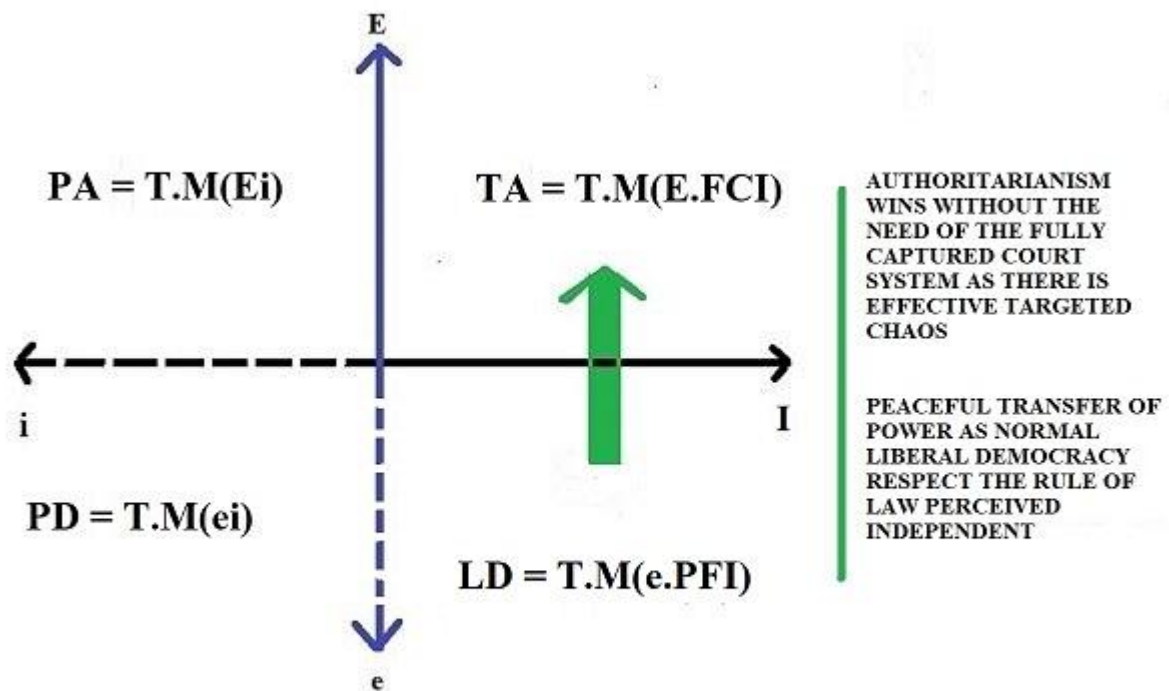 E
PA = T.M(Ei)
TA = T.M(E.FCI)
AUTHORITARIANISM
WINS WITHOUT THE
NEED OF THE FULLY
CAPTURED COURT
SYSTEM AS THERE IS
EFFECTIVE TARGETED
CHAOS
i
I
PEACEFUL TRANSFER OF
POWER AS NORMAL
LIBERAL DEMOCRACY
RESPECT THE RULE OF
LAW PERCEIVED
INDEPENDENT
PD = T.M(ei)
LD = T.M(e.PFI)
e